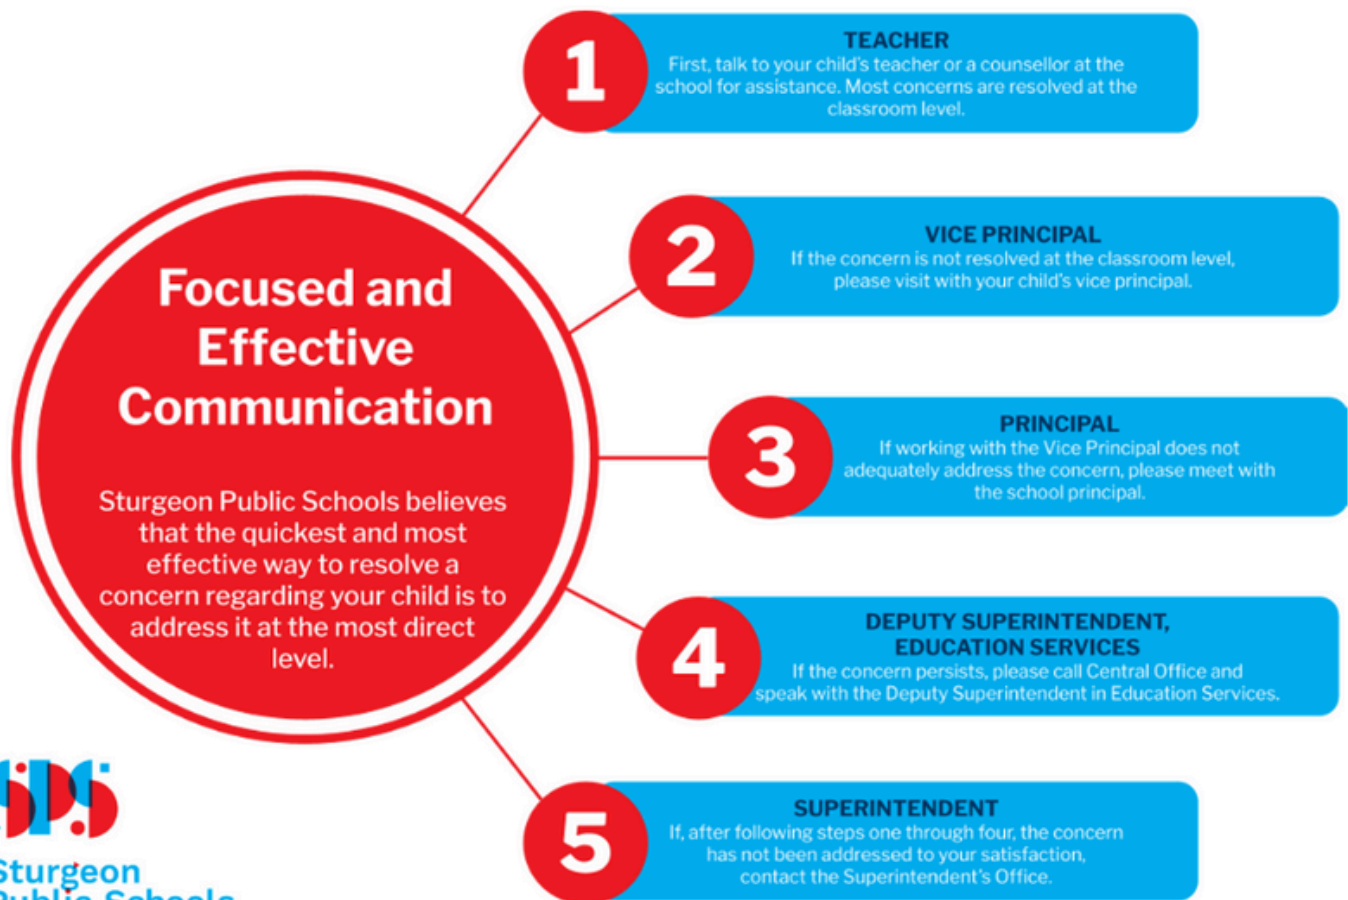 Focused and
Effective
Communication
Sturgeon Public Schools believes
that the quickest and most
effective way to resolve a
concern regarding your child is to
address it at the most direct
level.
1
TEACHER
First, talk to your child's teacher or a counsellor at the
school for assistance. Most concerns are resolved at the
classroom level.
2
VICE PRINCIPAL
If the concern is not resolved at the classroom level,
please visit with your child's vice principal.
3
PRINCIPAL
If working with the Vice Principal does not
adequately address the concern, please meet with
the school principal.
4
DEPUTY SUPERINTENDENT,
EDUCATION SERVICES
If the concern persists, please call Central Office and
speak with the Deputy Superintendent in Education Services.
5
SUPERINTENDENT
If, after following steps one through four, the concern
has not been addressed to your satisfaction,
contact the Superintendent's Office.
SPS
Sturgeon
Public Schools